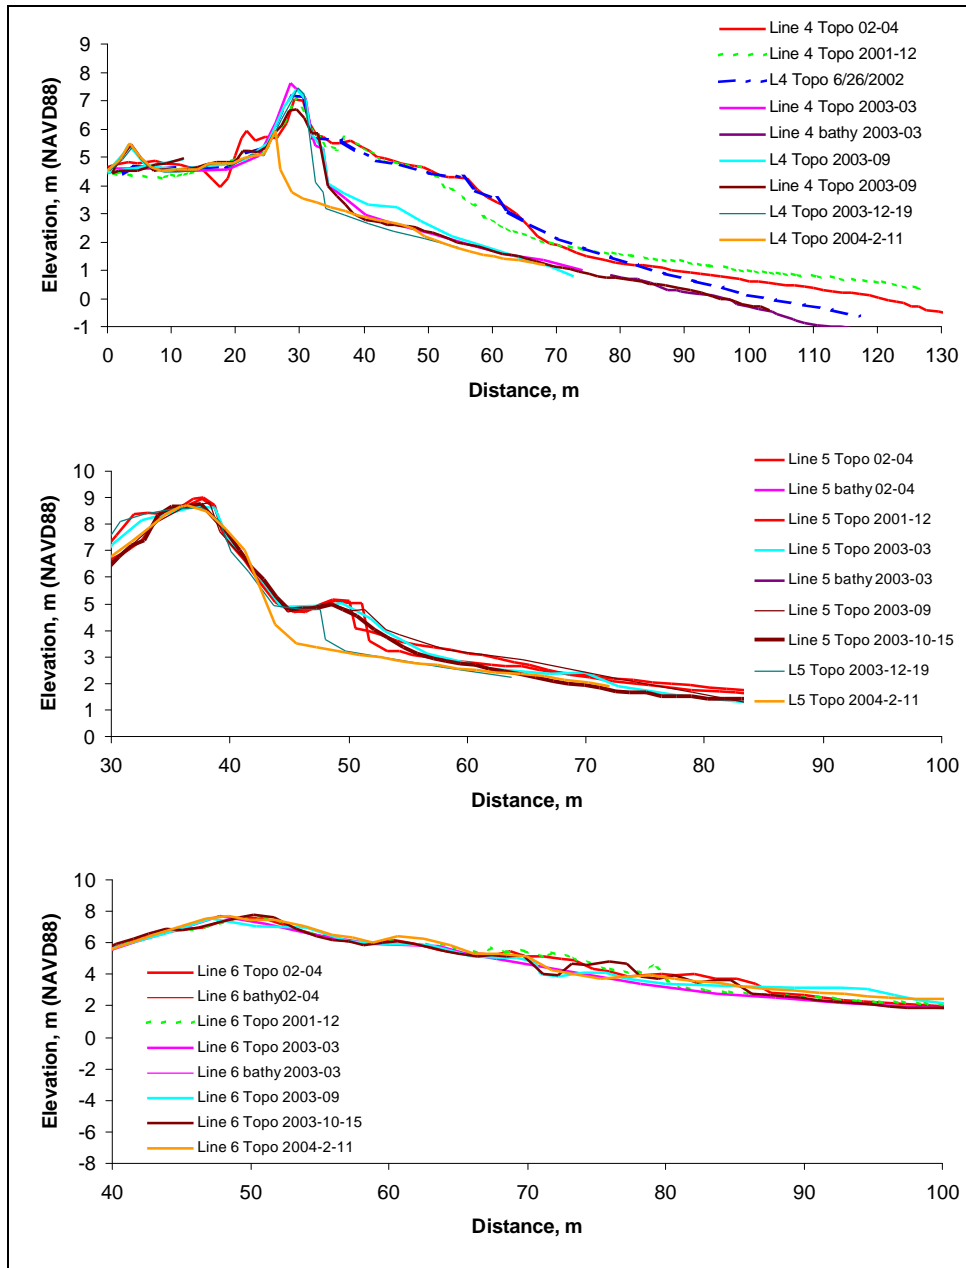 Elevation, m (NAVD88)
9
8
7
6
5
4
3
2
1
0
-1
0 10 20 30 40 50 60 70 80 90 100 110 120 130
Distance, m
Line 4 Topo 02-04
Line 4 Topo 2001-12
L4 Topo 6/26/2002
Line 4 Topo 2003-03
Line 4 bathy 2003-03
L4 Topo 2003-09
Line 4 Topo 2003-09
L4 Topo 2003-12-19
L4 Topo 2004-2-11
Elevation, m (NAVD88)
10
9
8
7
6
5
4
3
2
1
0
30 40 50 60 70 80 90 100
Distance, m
Line 5 Topo 02-04
Line 5 bathy 02-04
Line 5 Topo 2001-12
Line 5 Topo 2003-03
Line 5 bathy 2003-03
Line 5 Topo 2003-09
Line 5 Topo 2003-10-15
L5 Topo 2003-12-19
L5 Topo 2004-2-11
Elevation, m (NAVD88)
10
8
6
4
2
0
-2
-4
-6
-8
40 50 60 70 80 90 100
Distance, m
Line 6 Topo 02-04
Line 6 bathy02-04
Line 6 Topo 2001-12
Line 6 Topo 2003-03
Line 6 bathy 2003-03
Line 6 Topo 2003-09
Line 6 Topo 2003-10-15
Line 6 Topo 2004-2-11